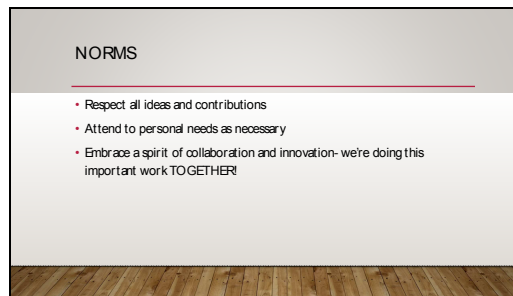 NORMS
• Respect all ideas and contributions
• Attend to personal needs as necessary
• Embrace a spirit of collaboration and innovation- we're doing this
important work TOGETHER!